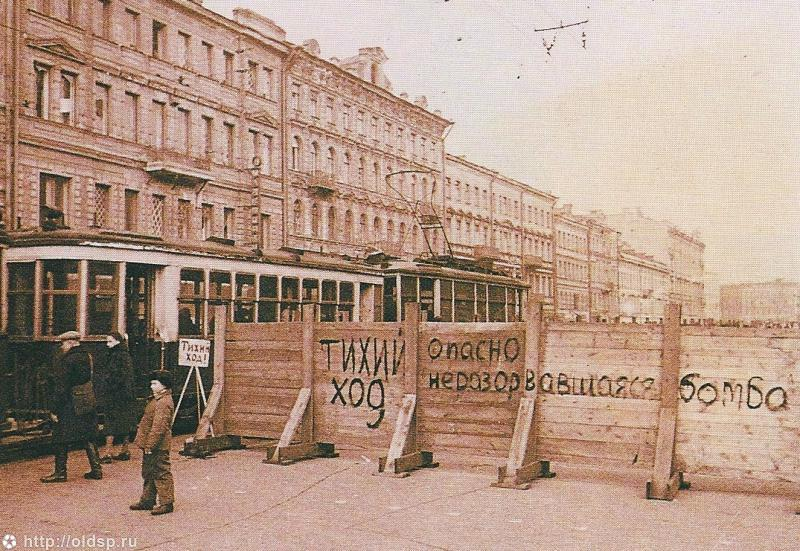 Тихий
ход!
тихий
ход
опасно
неразорвавшаяся бомба
http://oldsp.ru